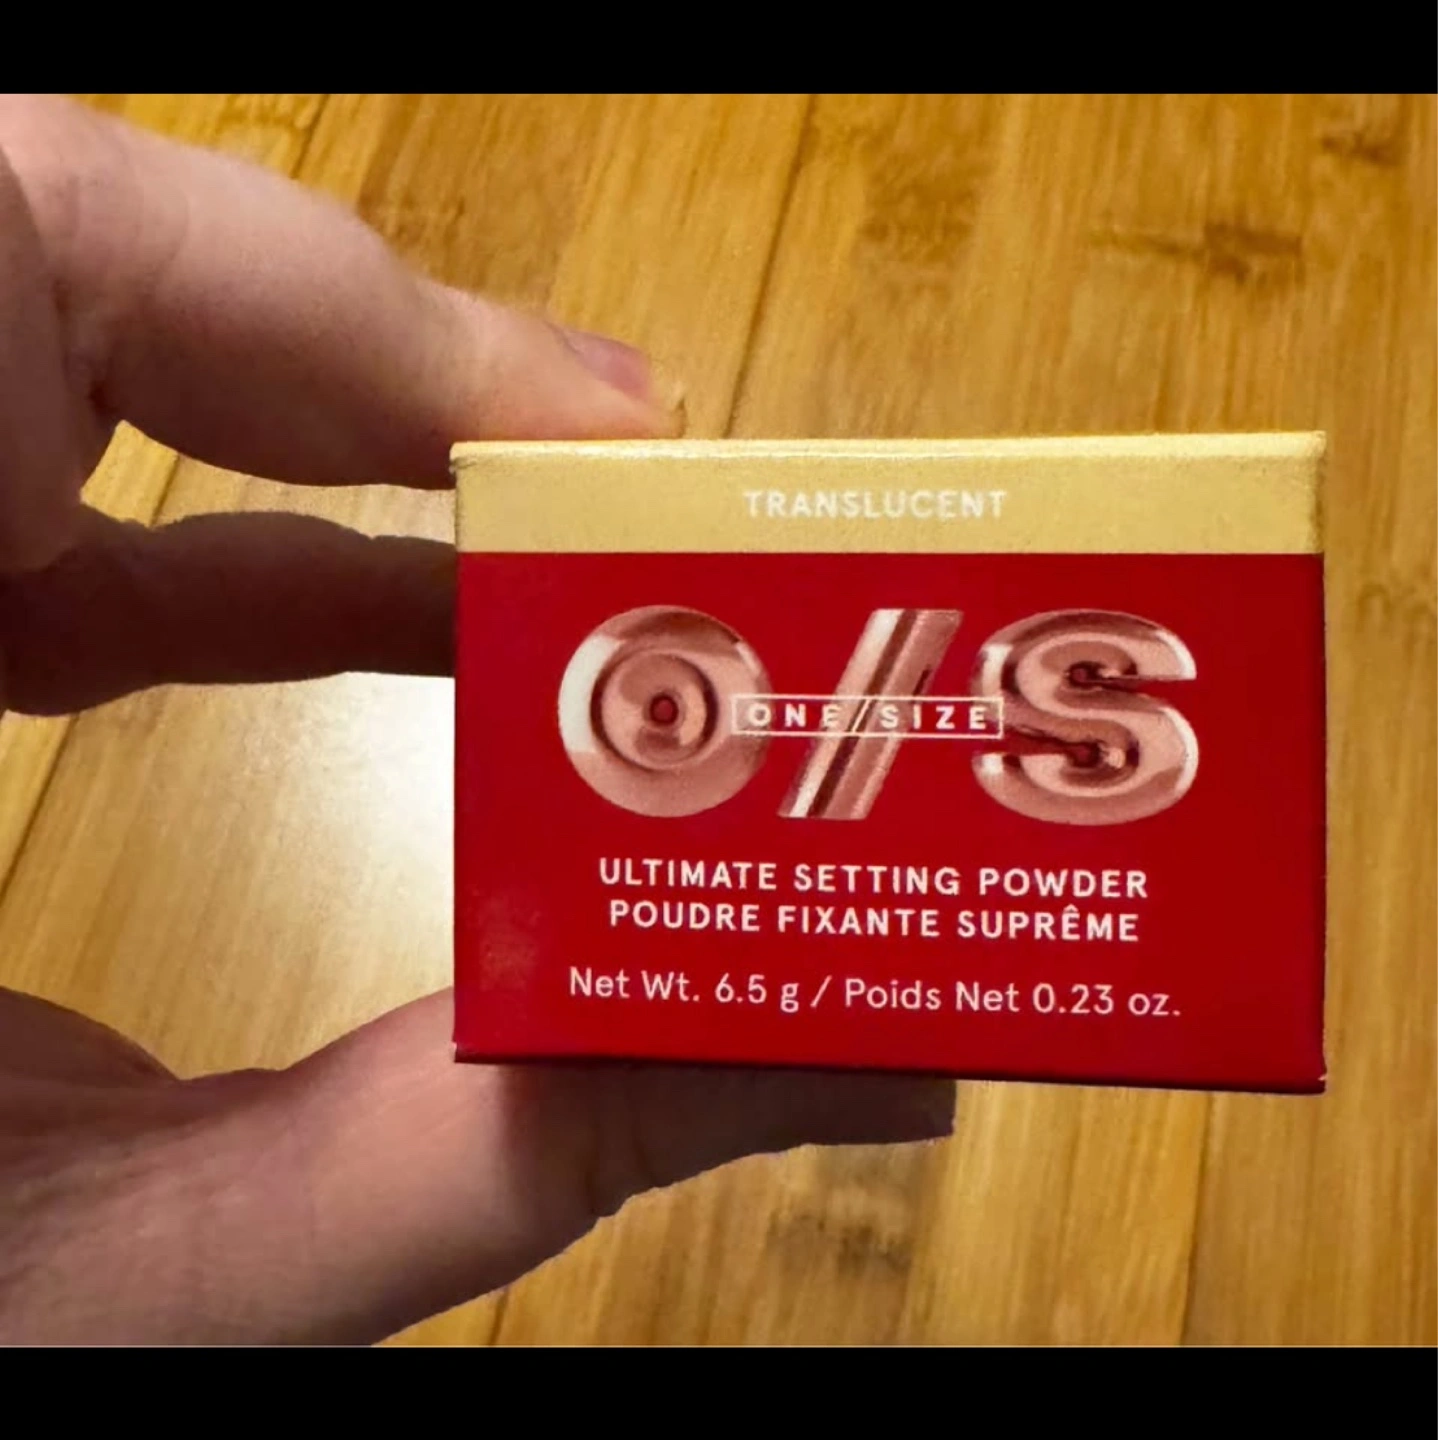 TRANSLUCENT
O/S
ONE/SIZE
ULTIMATE SETTING POWDER
POUDRE FIXANTE SUPRÊME
Net Wt. 6.5 g / Poids Net 0.23 oz.